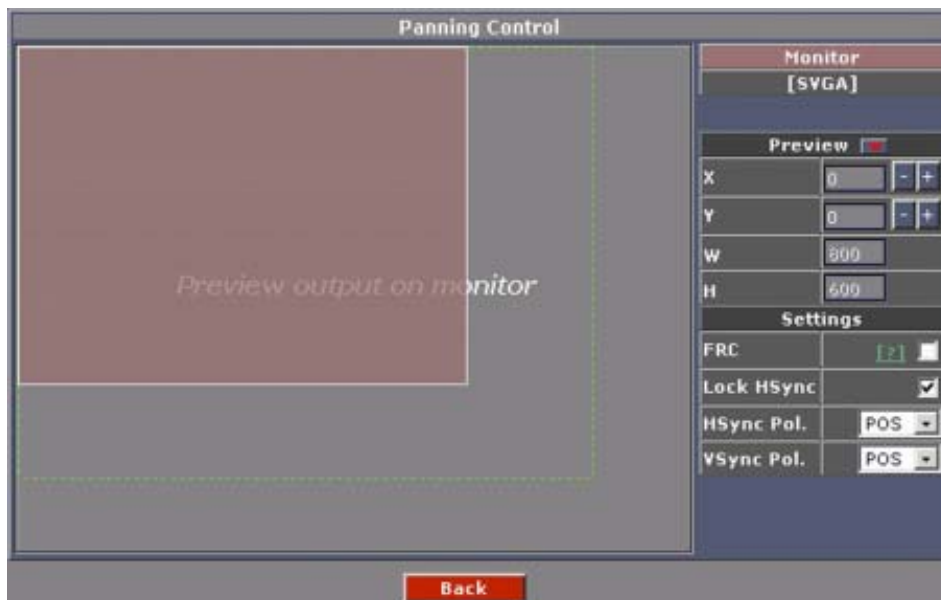 Panning Control
Preview output on monitor
Monitor
[SVGA]
Preview
X 0 - +
Y 0 - +
W 800
H 600
Settings
FRC [?]
Lock HSync
HSync Pol. POS
VSync Pol. POS
Back